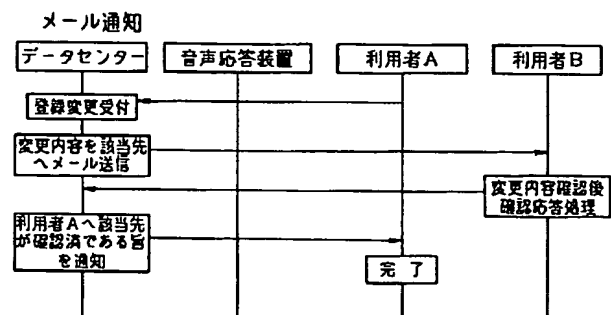 メール通知
データセンター
音声応答装置
利用者A
利用者B
登録変更受付
変更内容を該当先
へメール送信
変更内容確認後
確認応答処理
利用者Aへ該当先
が確認済である旨
を通知
完了